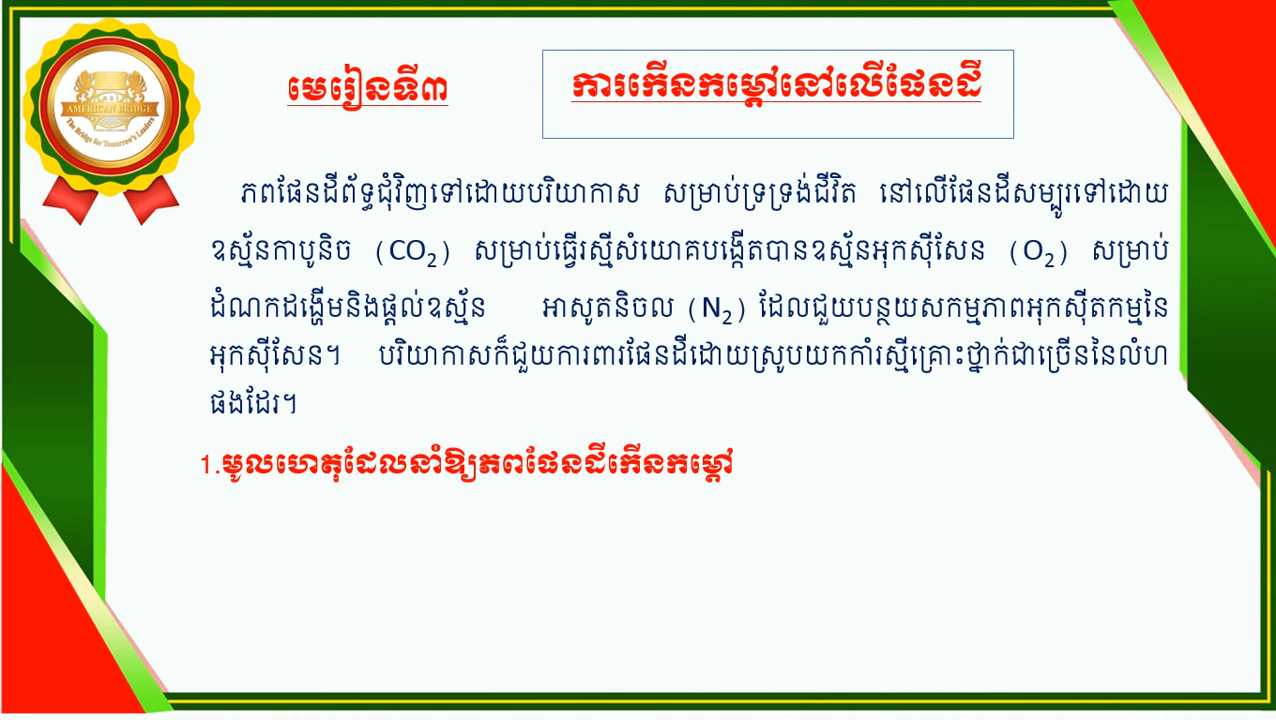 AMERICAN BRIDGE
The Bridge for Tomorrow's Leaders
មេរៀនទី៣
ការកើនកម្ដៅនៅលើផែនដី
ភពផែនដីព័ទ្ធជុំវិញទៅដោយបរិយាកាស សម្រាប់ទ្រទ្រង់ជីវិត នៅលើផែនដីសម្បូរទៅដោយ
ឧស្ម័នកាបូនិច (CO₂) សម្រាប់ធ្វើរស្មីសំយោគបង្កើតបានឧស្ម័នអុកស៊ីសែន (O₂) សម្រាប់
ដំណកដង្ហើមនិងផ្ដល់ឧស្ម័ន អាសូតនិចល (N₂) ដែលជួយបន្ថយសកម្មភាពអុកស៊ីតកម្មនៃ
អុកស៊ីសែន។ បរិយាកាសក៏ជួយការពារផែនដីដោយស្រូបយកកាំរស្មីគ្រោះថ្នាក់ជាច្រើននៃលំហ
ផងដែរ។
1.មូលហេតុដែលនាំឱ្យភពផែនដីកើនកម្ដៅ